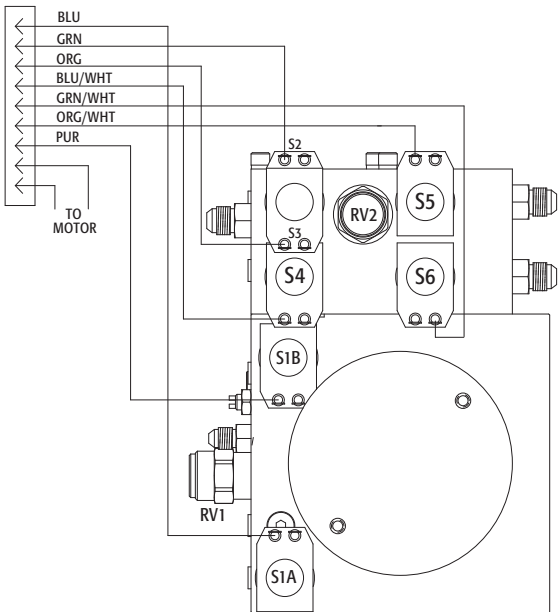 BLU
GRN
ORG
BLU/WHT
GRN/WHT
ORG/WHT
PUR
TO
MOTOR
S2
S3
RV2
S5
S4
S6
S1B
RV1
S1A